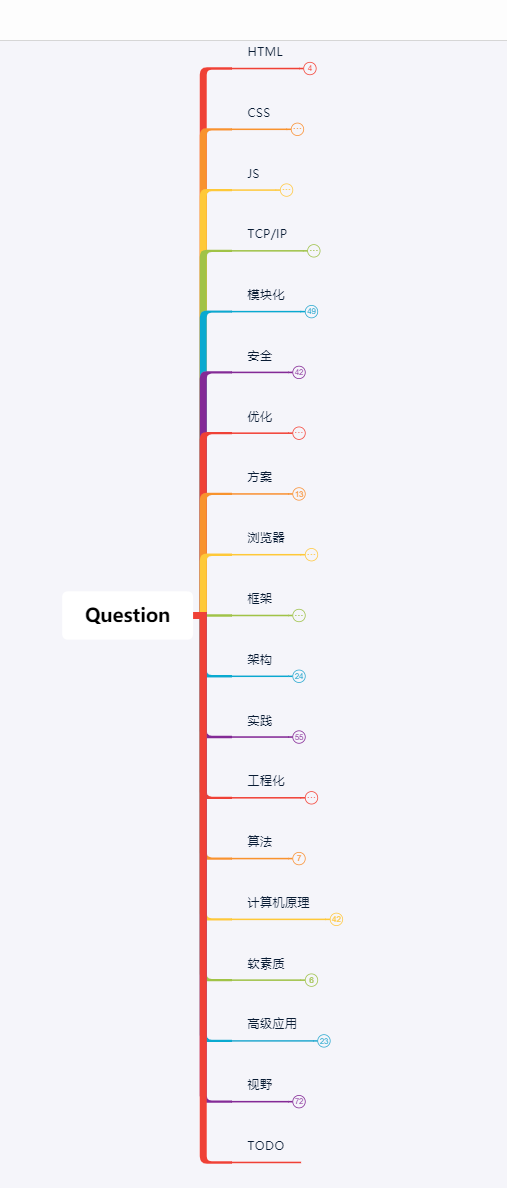 HTML
4
CSS
...
JS
...
TCP/IP
...
模块化
49
安全
42
优化
...
方案
13
浏览器
...
Question
框架
...
架构
24
实践
55
工程化
...
算法
7
计算机原理
42
软素质
6
高级应用
23
视野
72
TODO